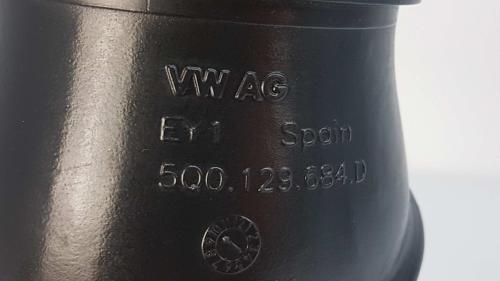 VW AG
EY1 Spain
5Q0.129.684.D